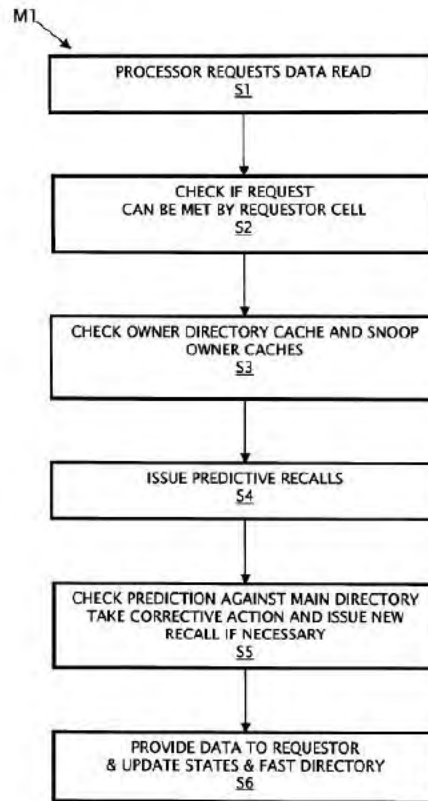 M1
PROCESSOR REQUESTS DATA READ
S1
CHECK IF REQUEST
CAN BE MET BY REQUESTOR CELL
S2
CHECK OWNER DIRECTORY CACHE AND SNOOP
OWNER CACHES
S3
ISSUE PREDICTIVE RECALLS
S4
CHECK PREDICTION AGAINST MAIN DIRECTORY
TAKE CORRECTIVE ACTION AND ISSUE NEW
RECALL IF NECESSARY
S5
PROVIDE DATA TO REQUESTOR
& UPDATE STATES & FAST DIRECTORY
S6